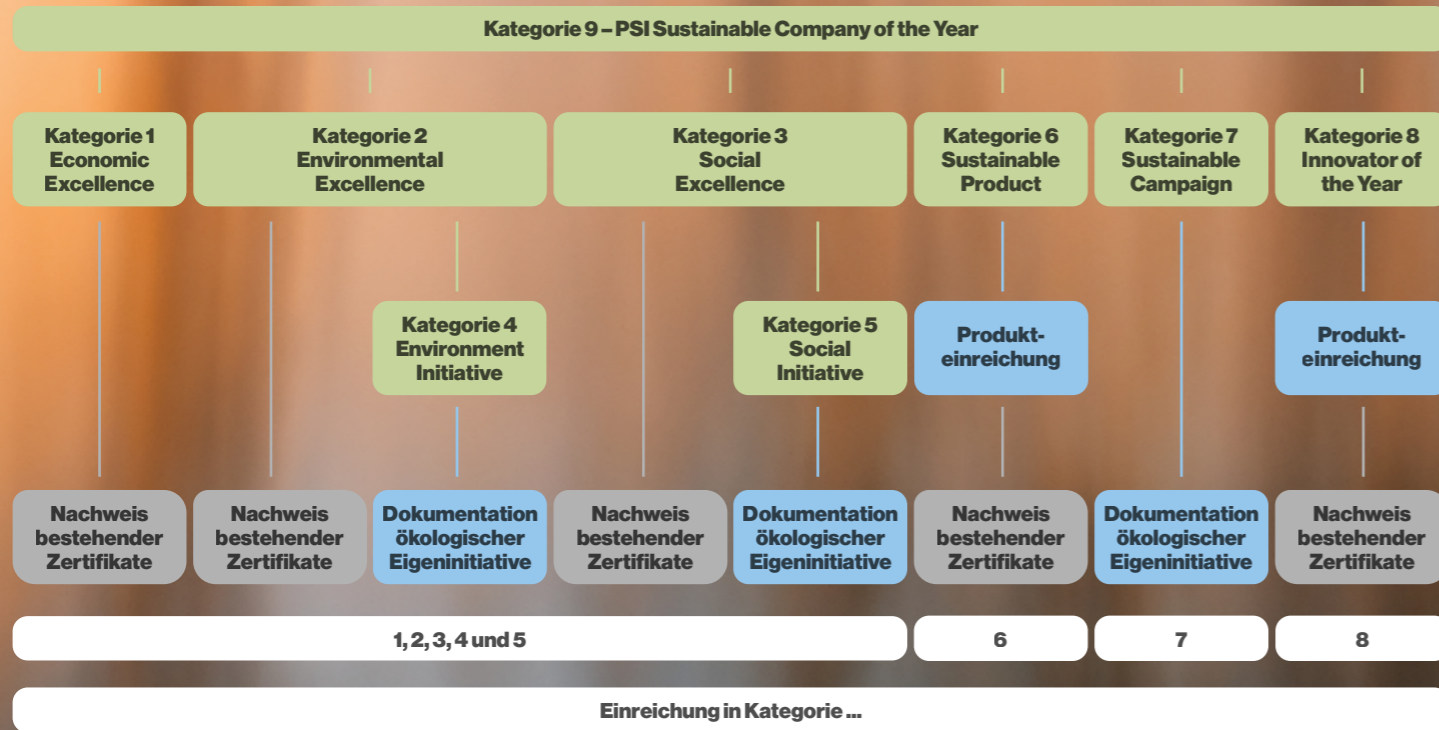 Kategorie 9 – PSI Sustainable Company of the Year
Kategorie 1
Economic
Excellence
Kategorie 2
Environmental
Excellence
Kategorie 3
Social
Excellence
Kategorie 6
Sustainable
Product
Kategorie 7
Sustainable
Campaign
Kategorie 8
Innovator of
the Year
Kategorie 4
Environment
Initiative
Kategorie 5
Social
Initiative
Produkt-
einreichung
Produkt-
einreichung
Nachweis
bestehender
Zertifikate
Nachweis
bestehender
Zertifikate
Dokumentation
ökologischer
Eigeninitiative
Nachweis
bestehender
Zertifikate
Dokumentation
ökologischer
Eigeninitiative
Nachweis
bestehender
Zertifikate
Dokumentation
ökologischer
Eigeninitiative
Nachweis
bestehender
Zertifikate
1, 2, 3, 4 und 5
6
7
8
Einreichung in Kategorie ...